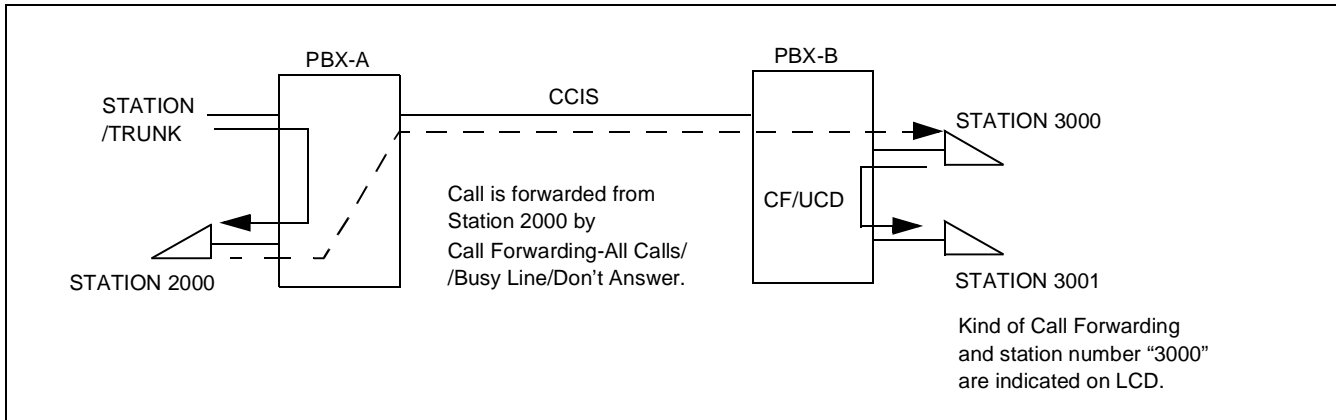 PBX-A
PBX-B
STATION
/TRUNK
CCIS
STATION 3000
Call is forwarded from
Station 2000 by
Call Forwarding-All Calls/
/Busy Line/Don’t Answer.
CF/UCD
STATION 2000
STATION 3001
Kind of Call Forwarding
and station number “3000”
are indicated on LCD.